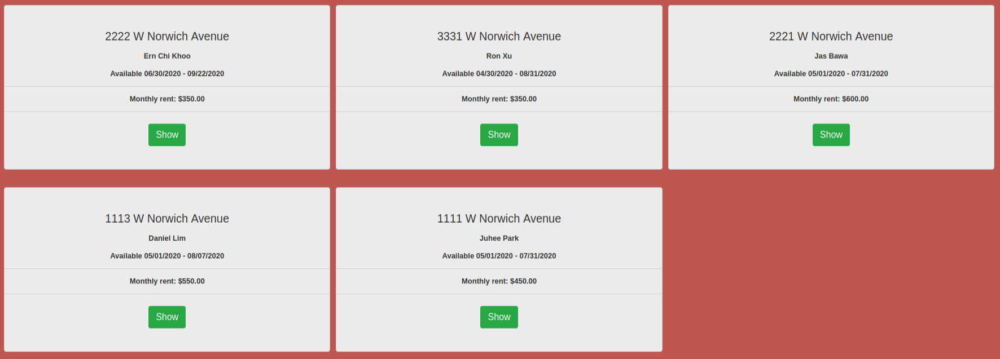 2222 W Norwich Avenue
Ern Chi Khoo
Available 06/30/2020 - 09/22/2020
Monthly rent: $350.00
Show
3331 W Norwich Avenue
Ron Xu
Available 04/30/2020 - 08/31/2020
Monthly rent: $350.00
Show
2221 W Norwich Avenue
Jas Bawa
Available 05/01/2020 - 07/31/2020
Monthly rent: $600.00
Show
1113 W Norwich Avenue
Daniel Lim
Available 05/01/2020 - 08/07/2020
Monthly rent: $550.00
Show
1111 W Norwich Avenue
Juhee Park
Available 05/01/2020 - 07/31/2020
Monthly rent: $450.00
Show